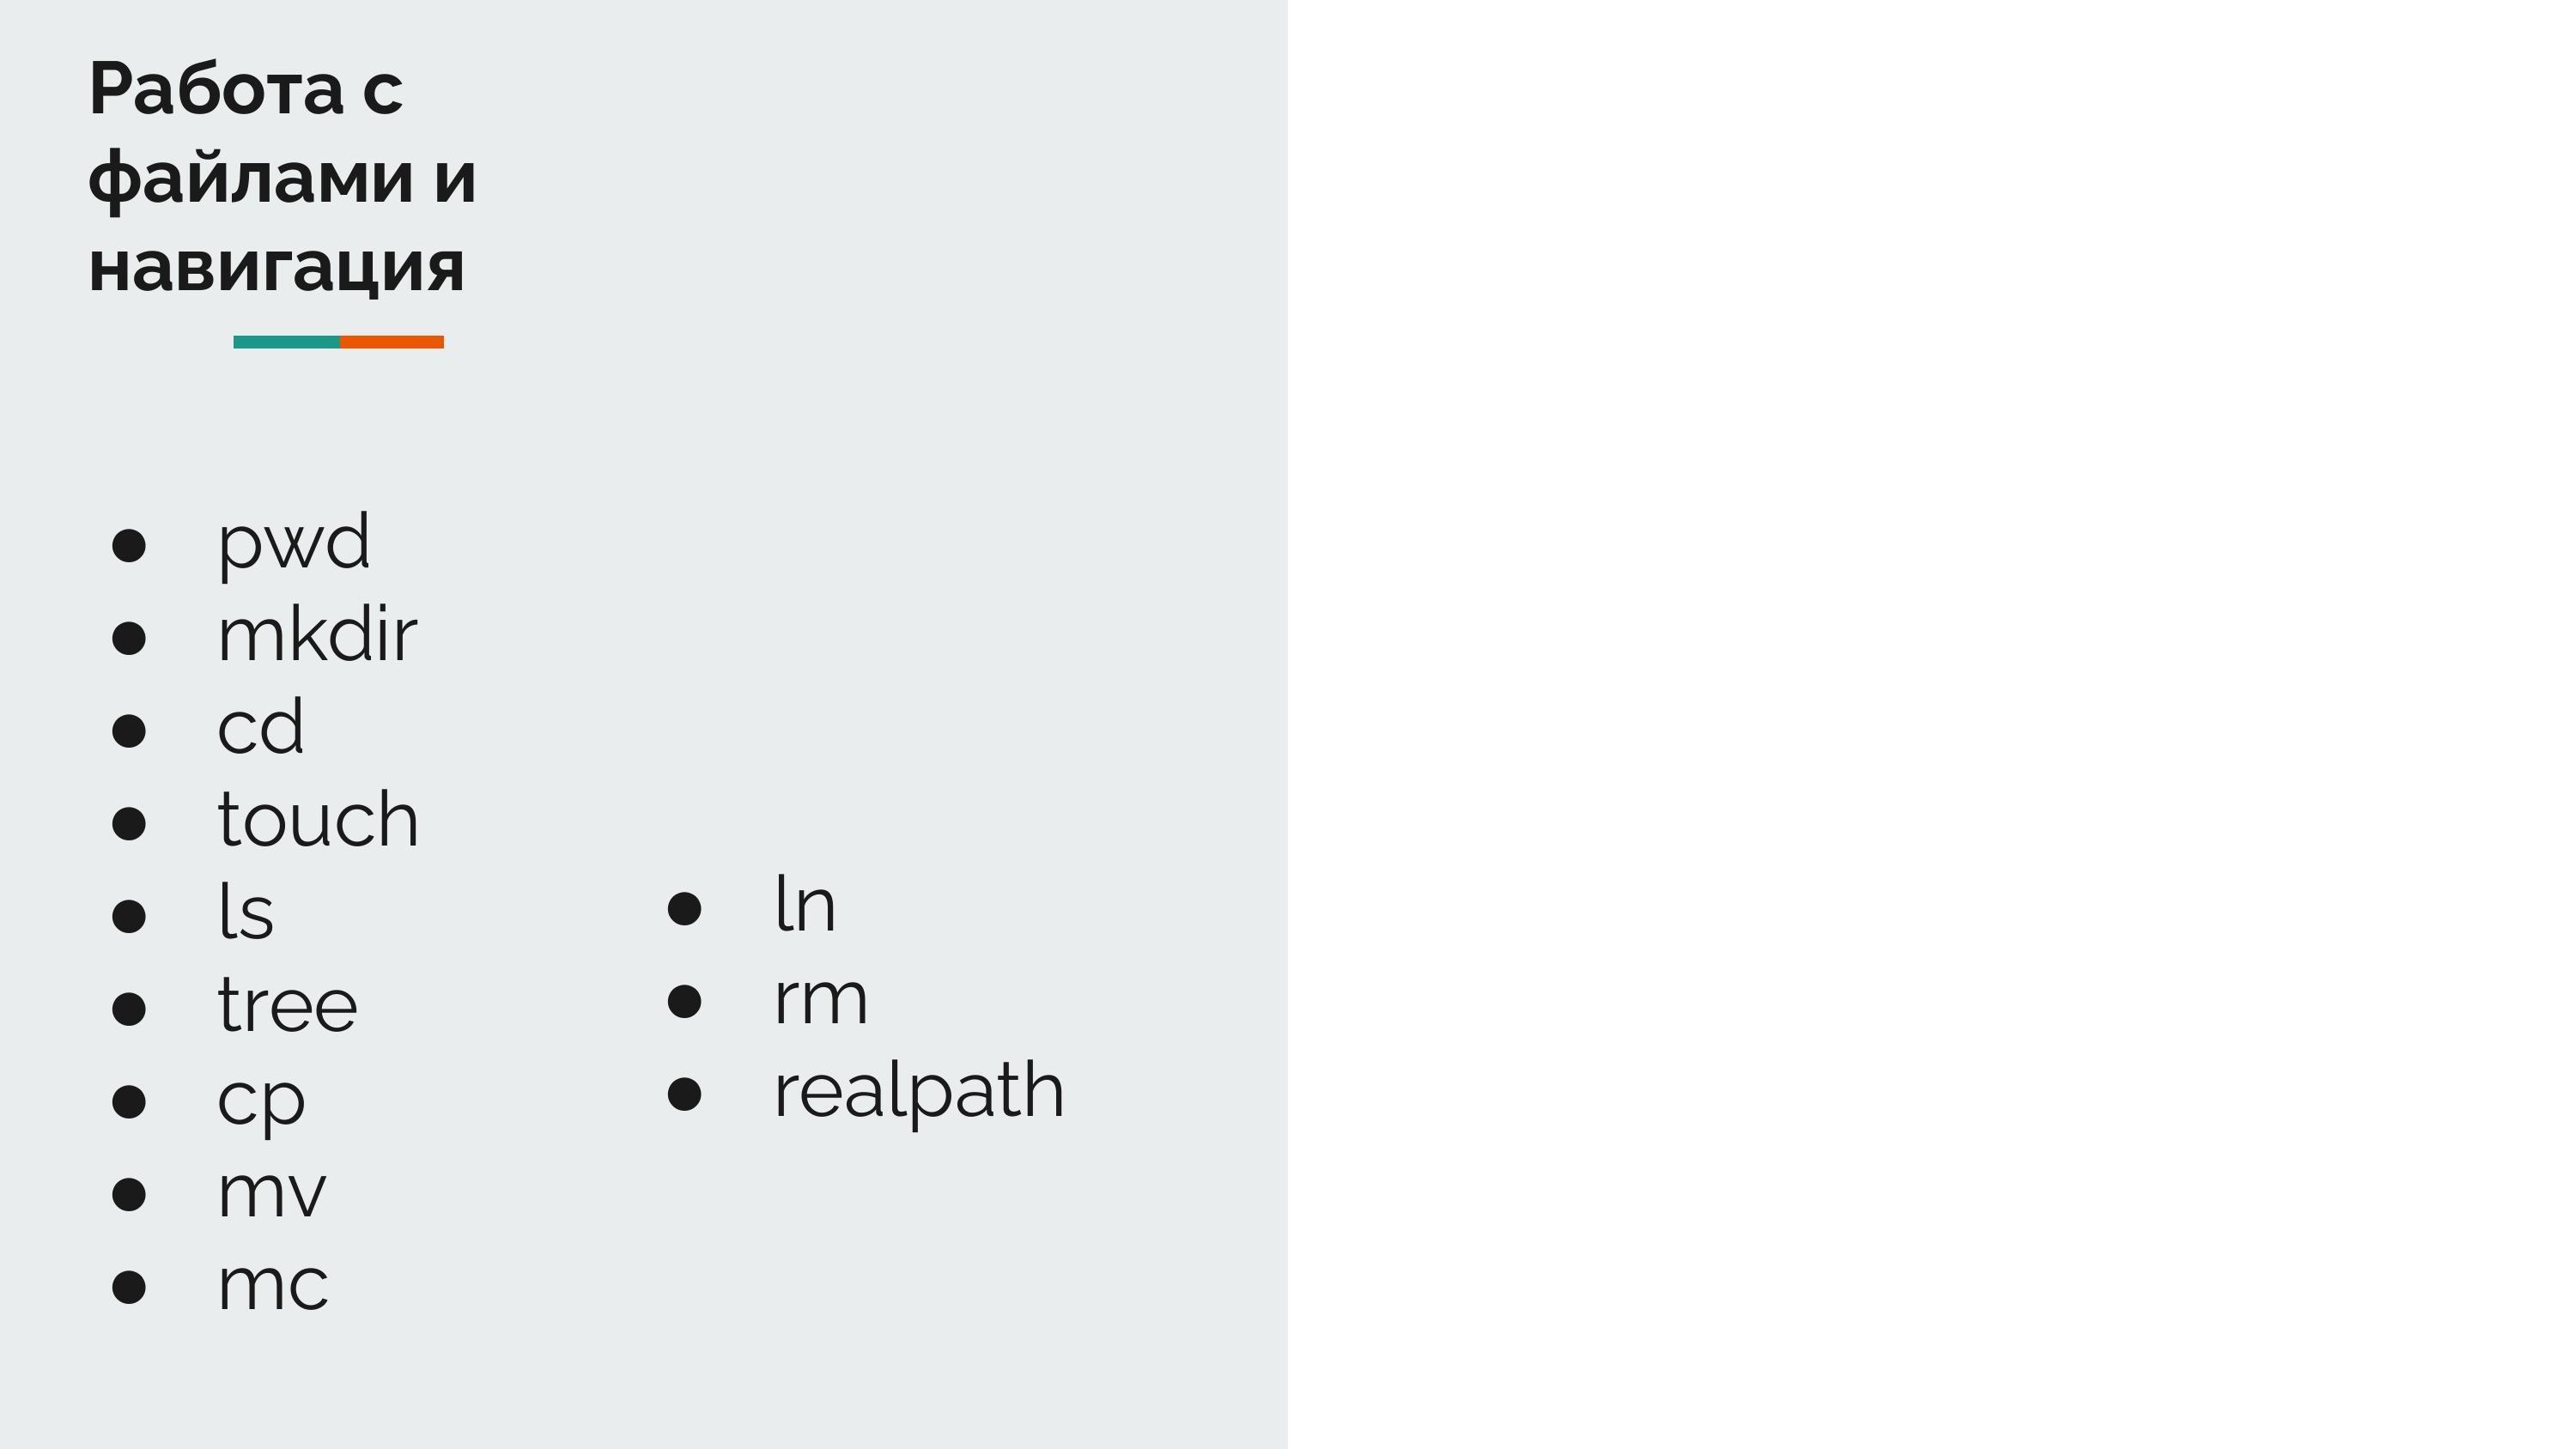 Работа с
файлами и
навигация
● pwd
● mkdir
● cd
● touch
● ls
● tree
● cp
● mv
● mc
● ln
● rm
● realpath